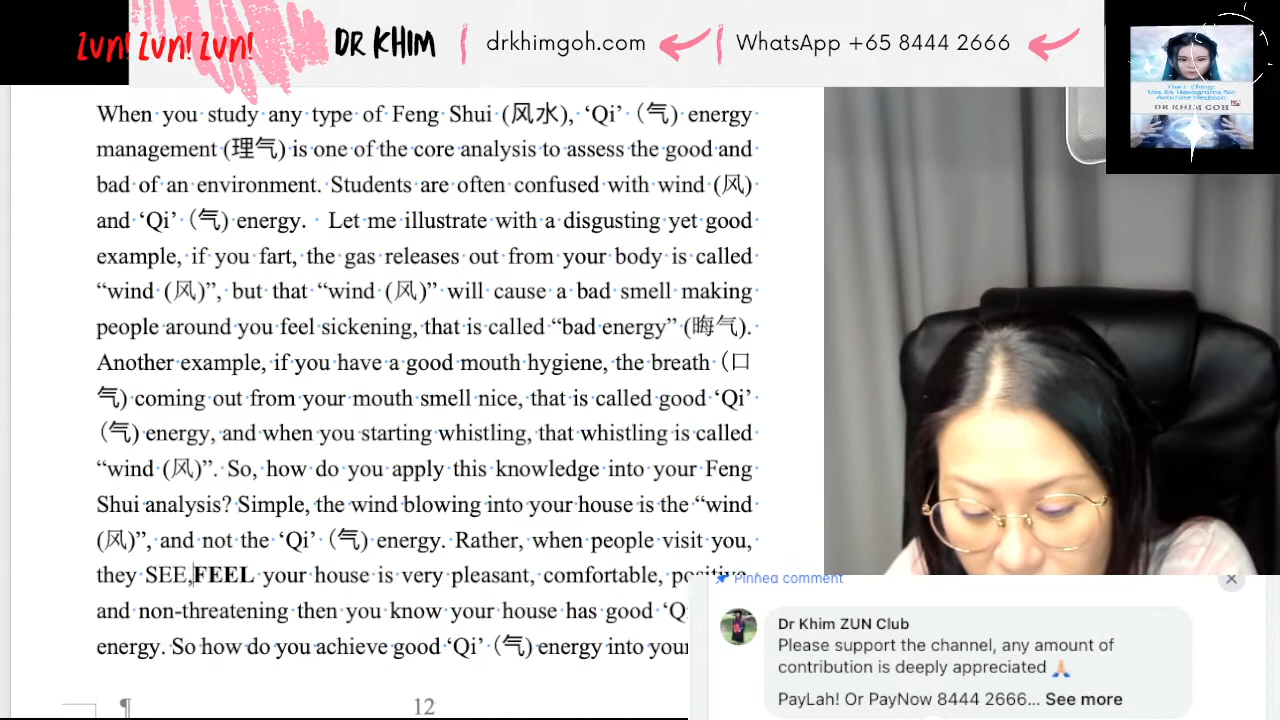 Zun! Zun! Zun!
DR KHIM
drkhimgoh.com
WhatsApp +65 8444 2666
The I-Ching:
Use 64 Hexagrams for
Accurate Decision
DR KHIM GOH
When you study any type of Feng Shui (风水), ‘Qi’ (气) energy
management (理气) is one of the core analysis to assess the good and
bad of an environment. Students are often confused with wind (风)
and ‘Qi’ (气) energy. Let me illustrate with a disgusting yet good
example, if you fart, the gas releases out from your body is called
“wind (风)”, but that “wind (风)” will cause a bad smell making
people around you feel sickening, that is called “bad energy” (晦气).
Another example, if you have a good mouth hygiene, the breath (口
气) coming out from your mouth smell nice, that is called good ‘Qi’
(气) energy, and when you starting whistling, that whistling is called
“wind (风)”. So, how do you apply this knowledge into your Feng
Shui analysis? Simple, the wind blowing into your house is the “wind
(风)”, and not the ‘Qi’ (气) energy. Rather, when people visit you,
they SEE,FEEL your house is very pleasant, comfortable, positive
and non-threatening then you know your house has good ‘Q
energy. So how do you achieve good ‘Qi’ (气) energy into your
12
Pinned comment
Dr Khim ZUN Club
Please support the channel, any amount of
contribution is deeply appreciated 🙏
PayLah! Or PayNow 8444 2666... See more